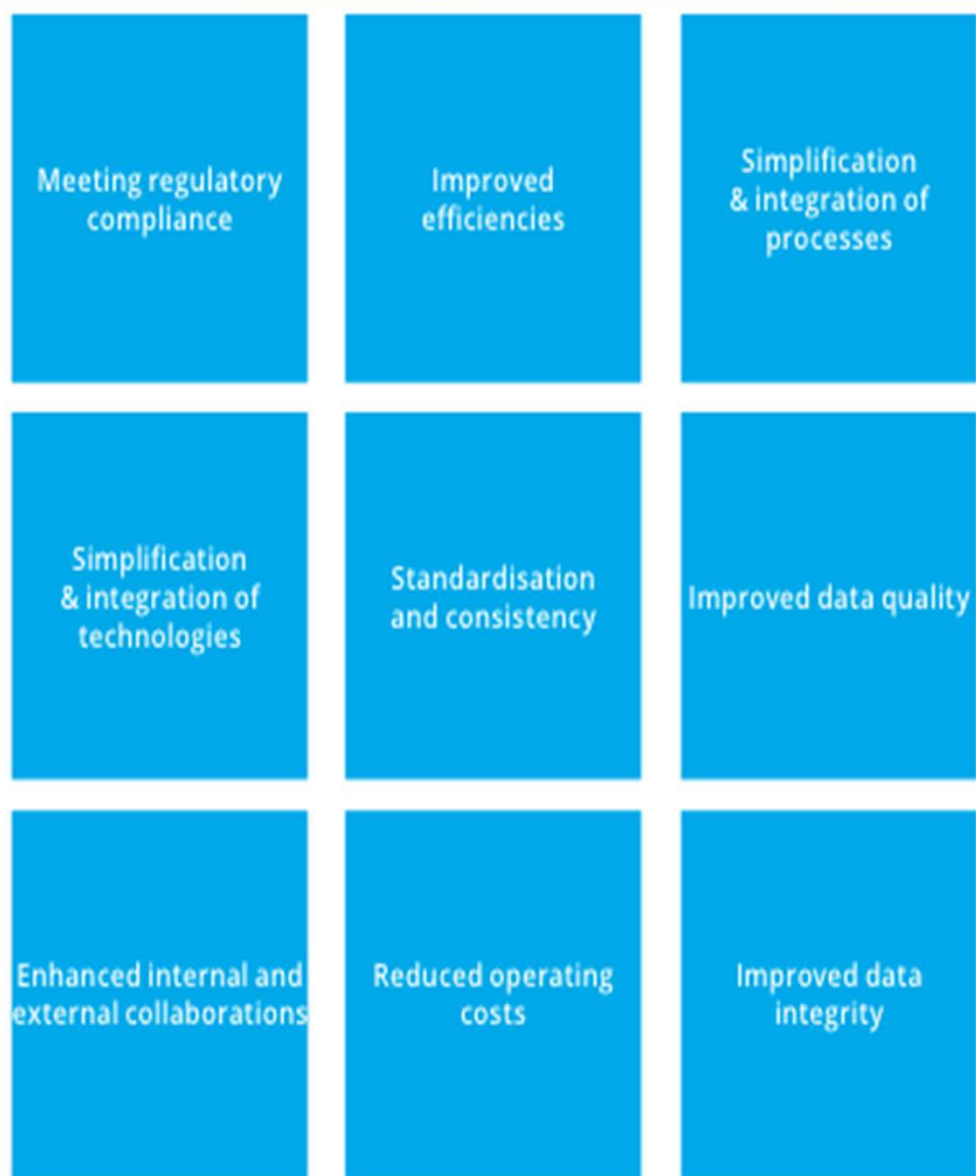 Meeting regulatory
compliance
Improved
efficiencies
Simplification
& integration of
processes
Simplification
& integration of
technologies
Standardisation
and consistency
Improved data quality
Enhanced internal and
external collaborations
Reduced operating
costs
Improved data
integrity